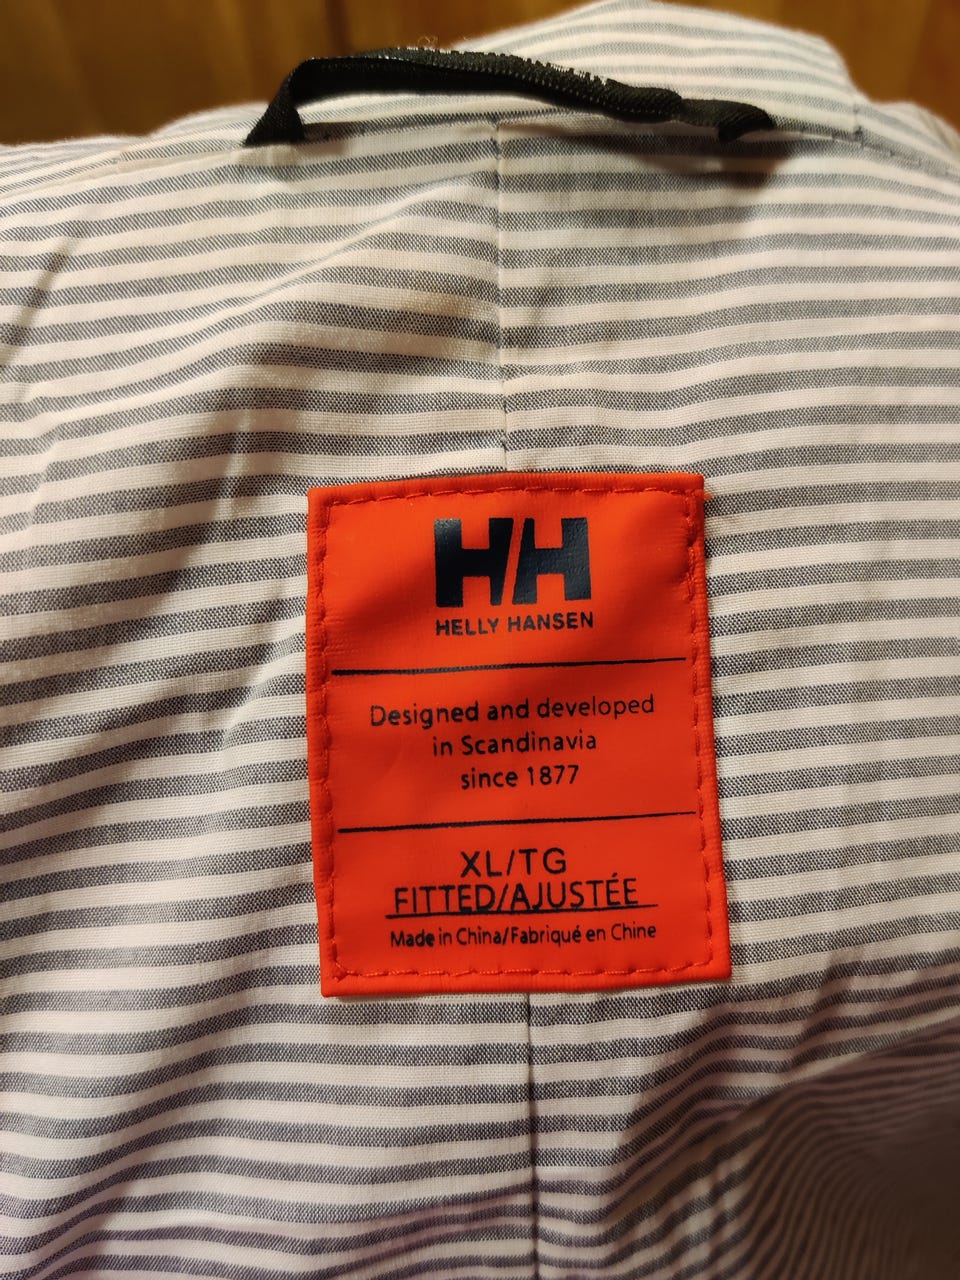 HH
HELLY HANSEN
Designed and developed
in Scandinavia
since 1877
XL/TG
FITTED/AJUSTÉE
Made in China/Fabriqué en Chine